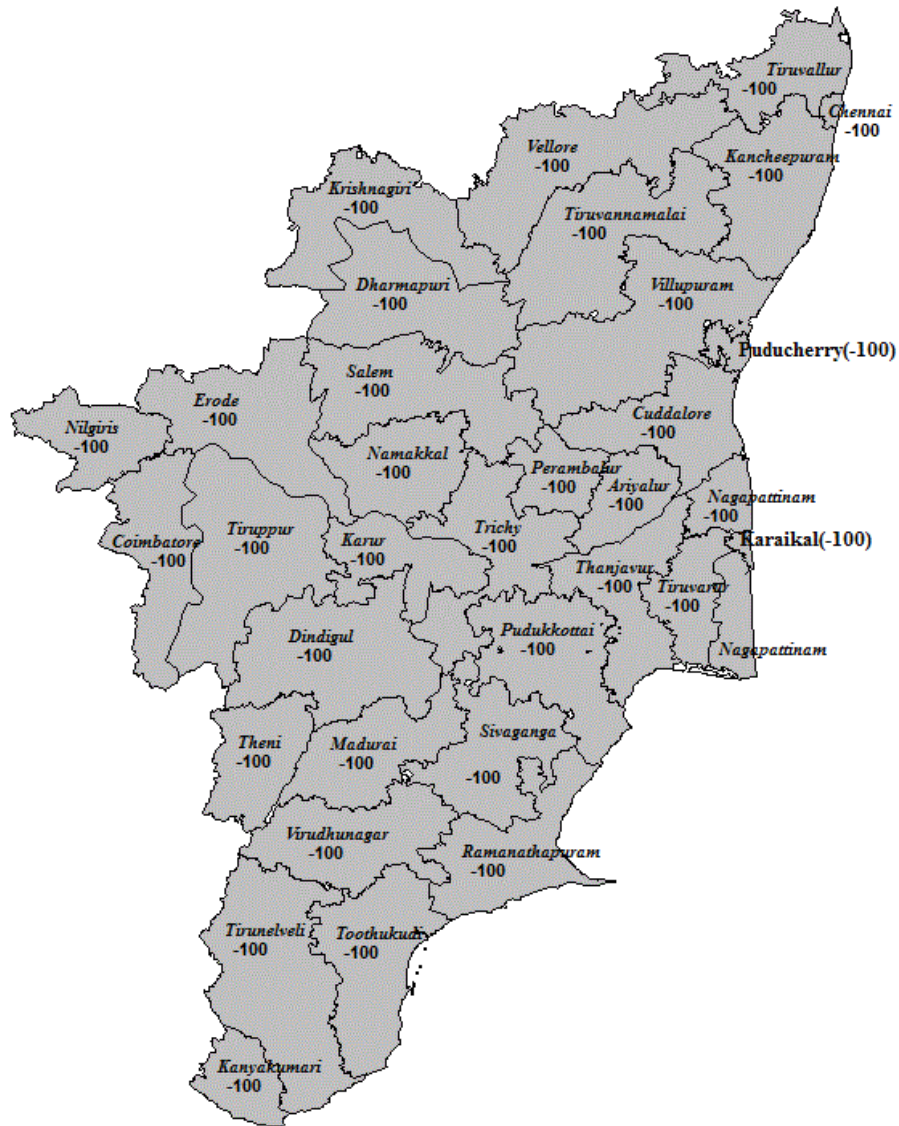 Tiruvallur
-100
Chennai
-100
Vellore
-100
Kancheepuram
-100
Krishnagiri
-100
Tiruvannamalai
-100
Dharmapuri
-100
Villupuram
-100
Puducherry(-100)
Salem
-100
Erode
-100
Cuddalore
-100
Nilgiris
-100
Namakkal
-100
Perambalur
-100
Ariyalur
-100
Nagapattinam
-100
Coimbatore
-100
Tiruppur
-100
Karur
-100
Trichy
-100
Karaikal(-100)
Thanjavur
-100
Tiruvarur
-100
Dindigul
-100
Pudukkottai
-100
Nagapattinam
Theni
-100
Madurai
-100
Sivaganga
-100
Virudhunagar
-100
Ramanathapuram
-100
Tirunelveli
-100
Toothukudi
-100
Kanyakumari
-100